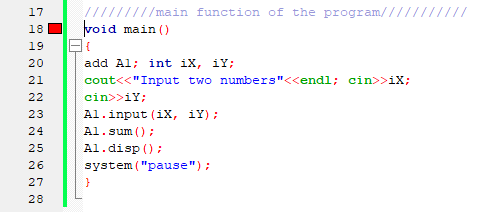 17 /////////main function of the program///////////
18 void main()
19 {
20 add A1; int iX, iY;
21 cout<<"Input two numbers"<<endl; cin>>iX;
22 cin>>iY;
23 A1.input(iX, iY);
24 A1.sum();
25 A1.disp();
26 system("pause");
27 }
28